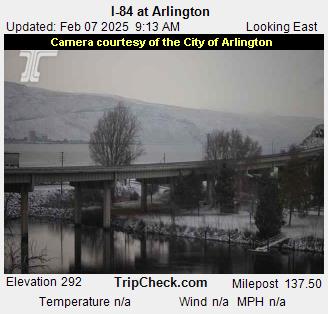 I-84 at Arlington
Updated: Feb 07 2025 9:13 AM Looking East
Camera courtesy of the City of Arlington
Elevation 292 TripCheck.com Milepost 137.50
Temperature n/a Wind n/a MPH n/a